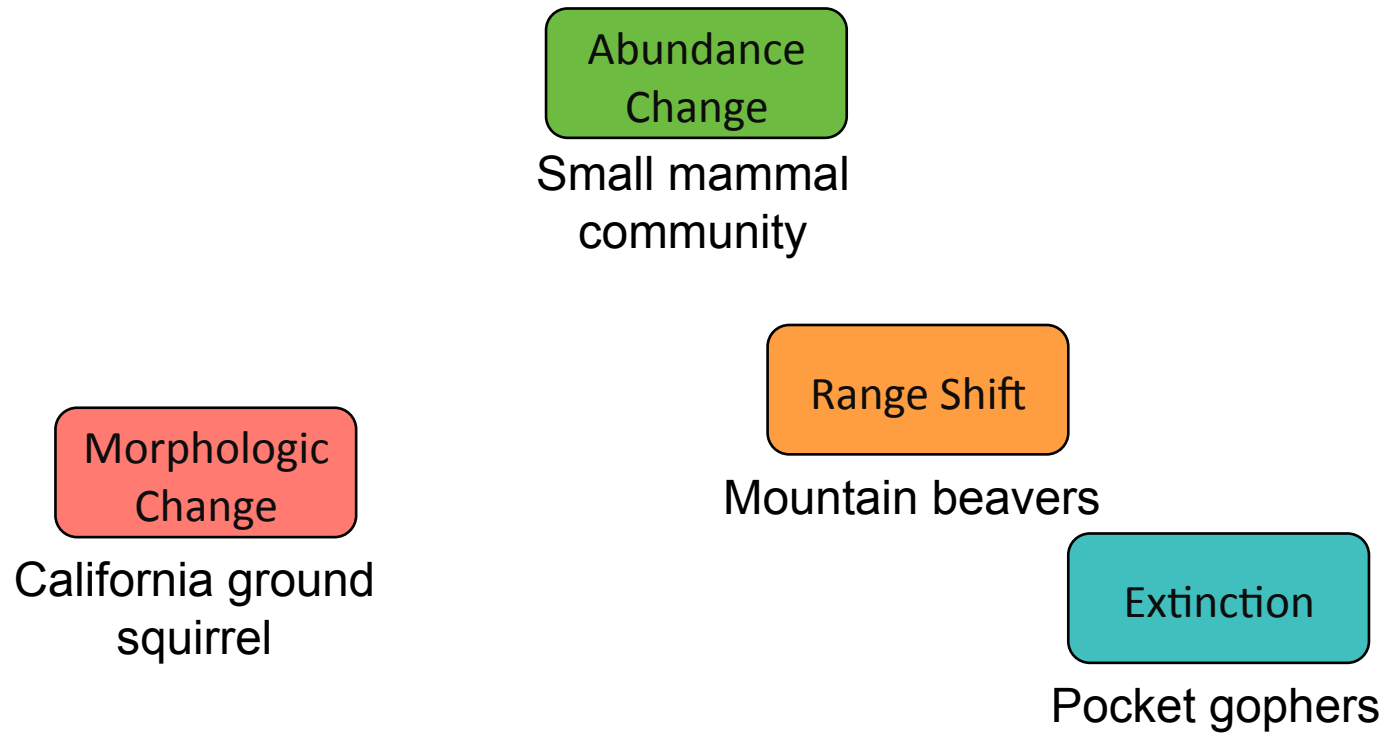 Abundance
Change
Small mammal
community
Range Shift
Mountain beavers
Morphologic
Change
California ground
squirrel
Extinction
Pocket gophers